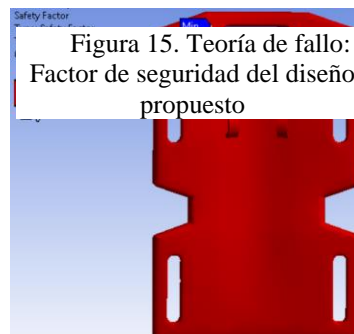 Safety Factor
Min
Figura 15. Teoría de fallo:
Factor de seguridad del diseño
propuesto